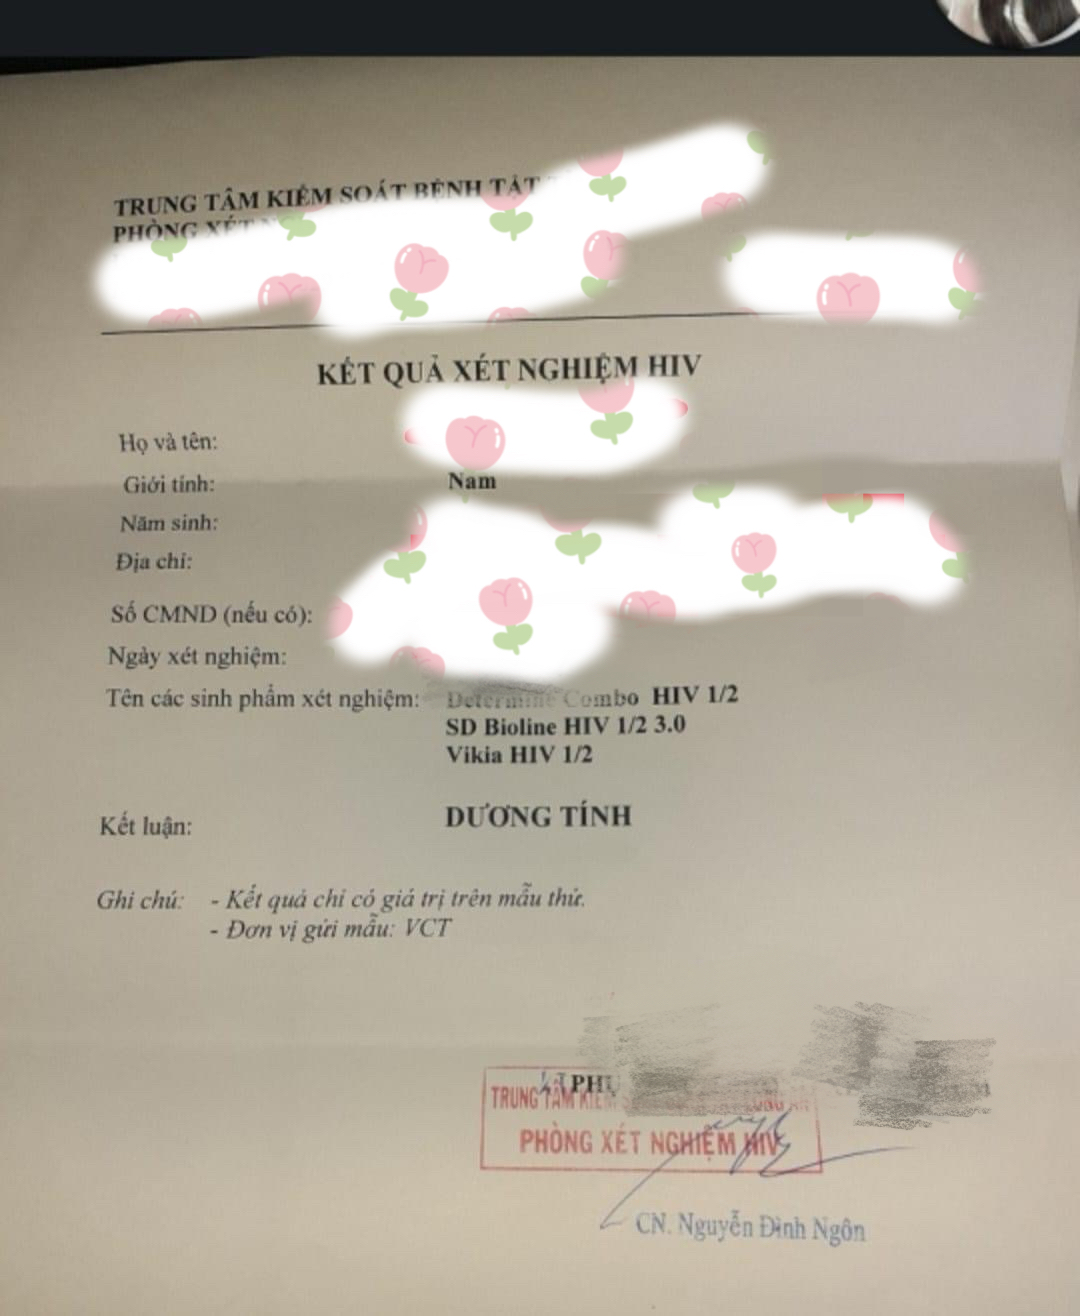 TRUNG TÂM KIỂM SOÁT BỆNH TẬT
PHÒNG XÉT
KẾT QUẢ XÉT NGHIỆM HIV
Họ và tên:
Giới tính: Nam
Năm sinh:
Địa chỉ:
Số CMND (nếu có):
Ngày xét nghiệm:
Tên các sinh phẩm xét nghiệm: Determine Combo HIV 1/2
SD Bioline HIV 1/2 3.0
Vikia HIV 1/2
Kết luận: DƯƠNG TÍNH
Ghi chú: - Kết quả chỉ có giá trị trên mẫu thử.
- Đơn vị gửi mẫu: VCT
TRUNG TÂM
PHÒNG XÉT NGHIỆM HIV
CN. Nguyễn Đình Ngôn